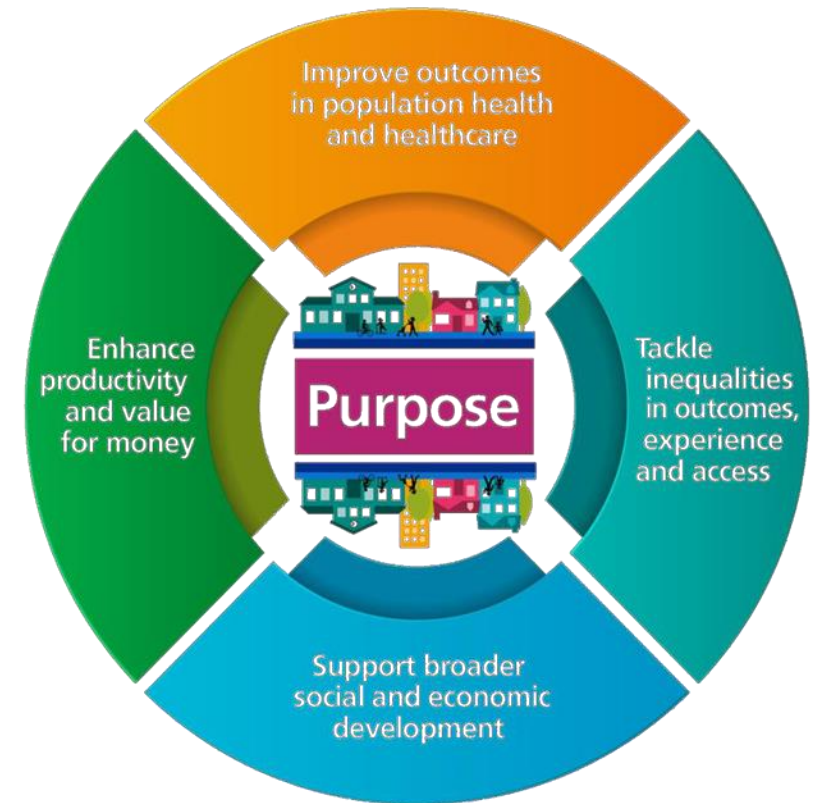 Improve outcomes
in population health
and healthcare
Tackle
inequalities
in outcomes,
experience
and access
Support broader
social and economic
development
Enhance
productivity
and value
for money
Purpose